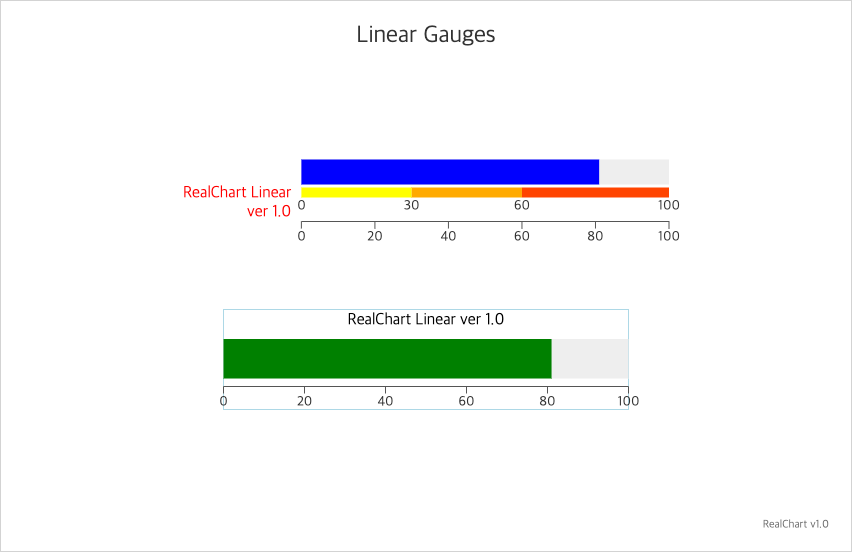 Linear Gauges
RealChart Linear
ver 1.0
0 30 60 100
0 20 40 60 80 100
RealChart Linear ver 1.0
0 20 40 60 80 100
RealChart v1.0